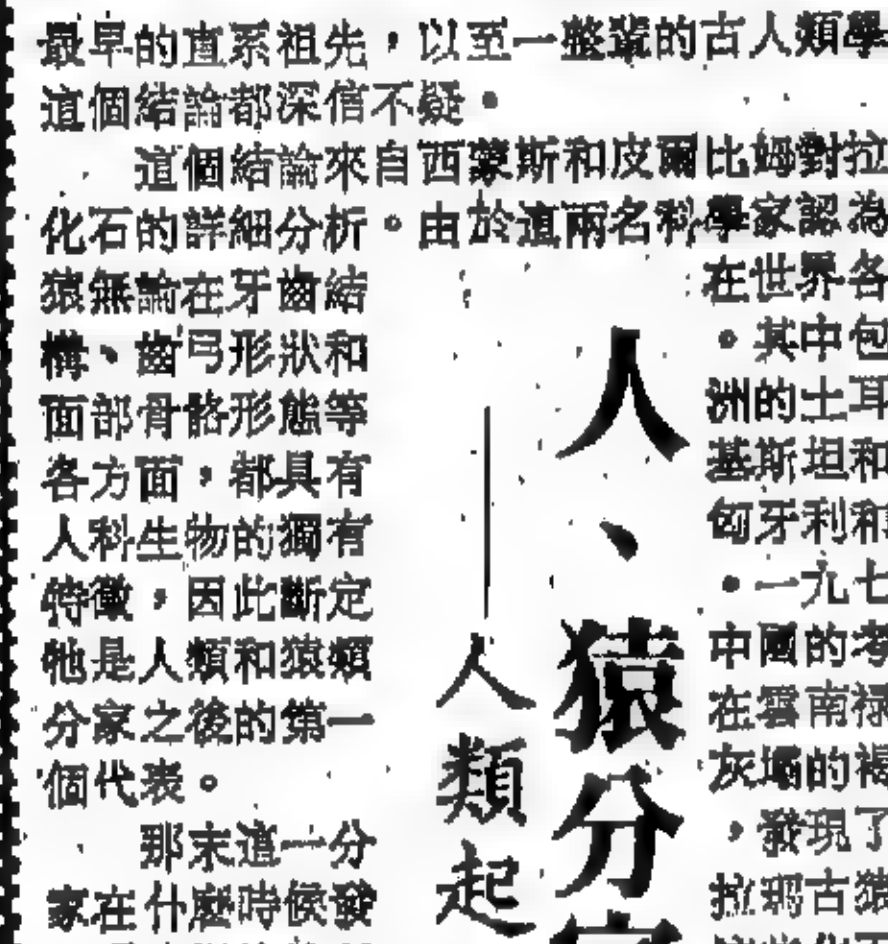 最早的直系祖先，以至一整輩的古人類學
這個結論都深信不疑。
這個結論來自西蒙斯和皮爾比姆對拉
化石的詳細分析。由於這兩名科學家認為
猿無論在牙齒結
構、齒弓形狀和
面部骨骼形態等
各方面，都具有
人科生物的獨有
特徵，因此斷定
牠是人類和猿類
分家之後的第一
個代表。
那末這一分
家在什麼時候發
人、猿分家
——人類起
在世界各
。其中包
洲的土耳
基斯坦和
匈牙利和
。一九七
中國的考
在雲南祿
灰壩的褐
，發現了
拉瑪古猿